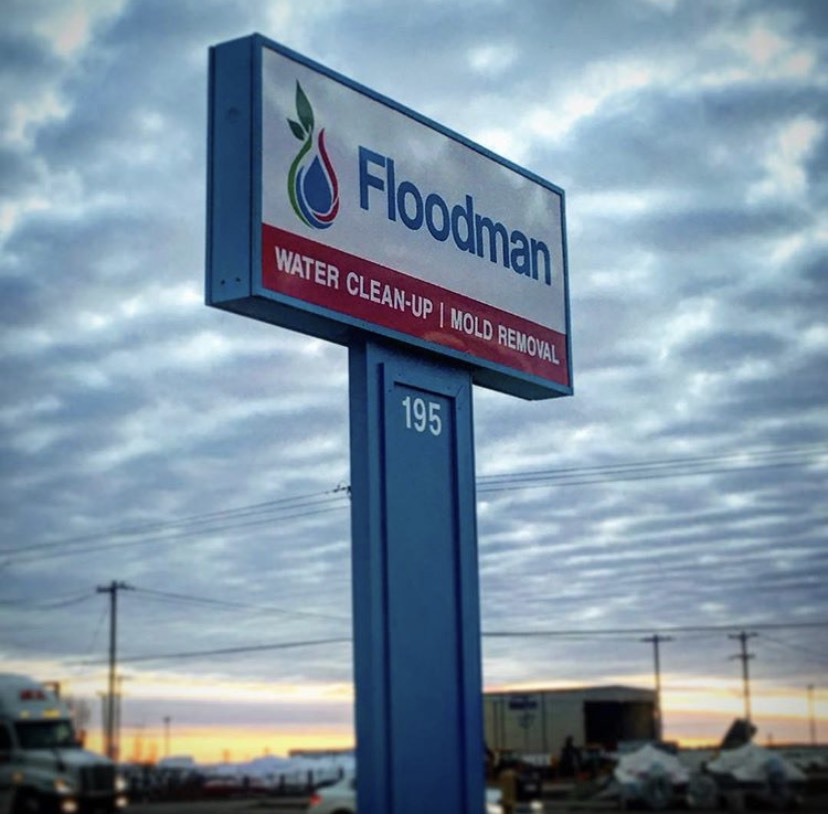 Floodman
WATER CLEAN-UP | MOLD REMOVAL
195